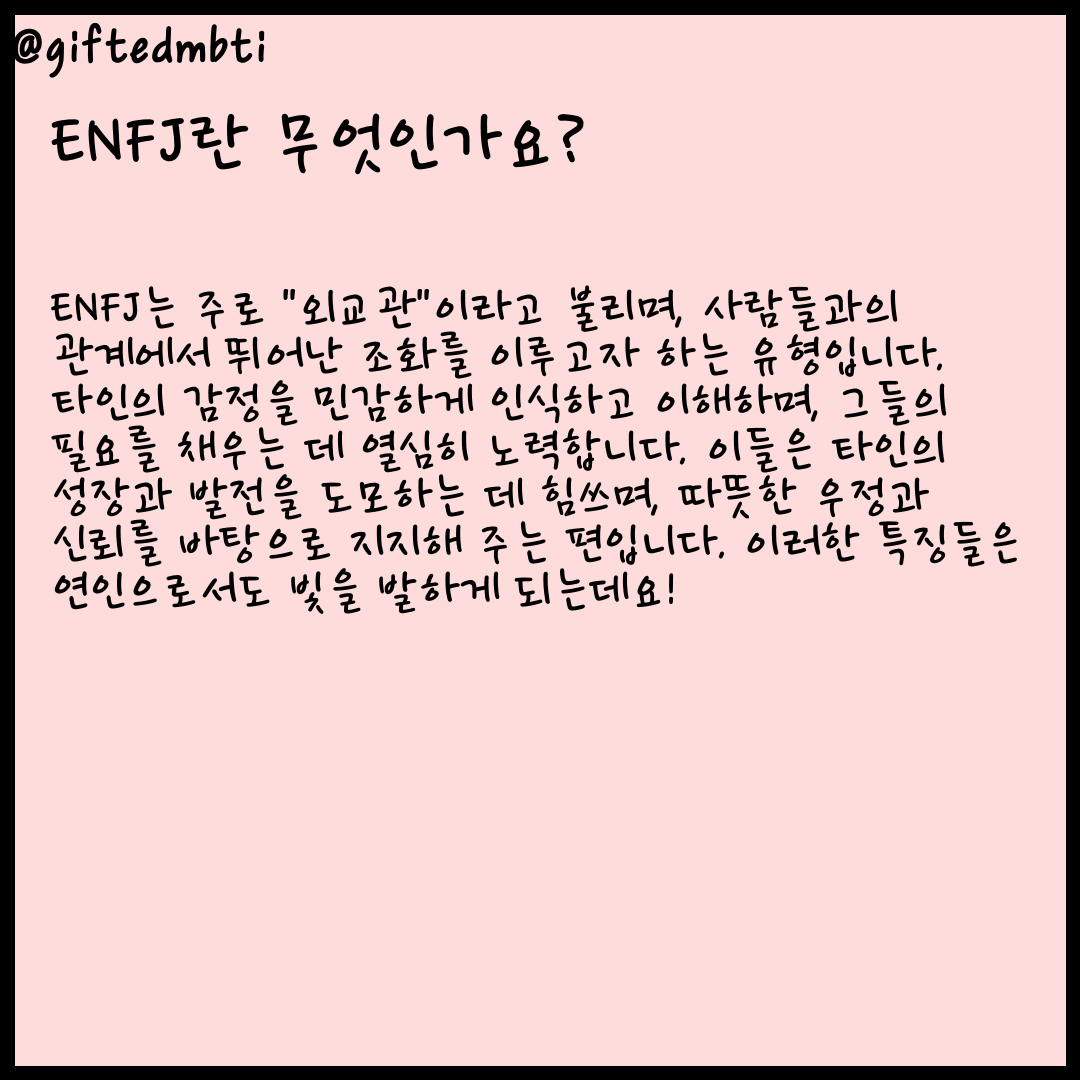 @giftedmbti
ENFJ란 무엇인가요?
ENFJ는 주로 "외교관"이라고 불리며, 사람들과의
관계에서 뛰어난 조화를 이루고자 하는 유형입니다.
타인의 감정을 민감하게 인식하고 이해하며, 그들의
필요를 채우는 데 열심히 노력합니다. 이들은 타인의
성장과 발전을 도모하는 데 힘쓰며, 따뜻한 우정과
신뢰를 바탕으로 지지해 주는 편입니다. 이러한 특징들은
연인으로서도 빛을 발하게 되는데요!